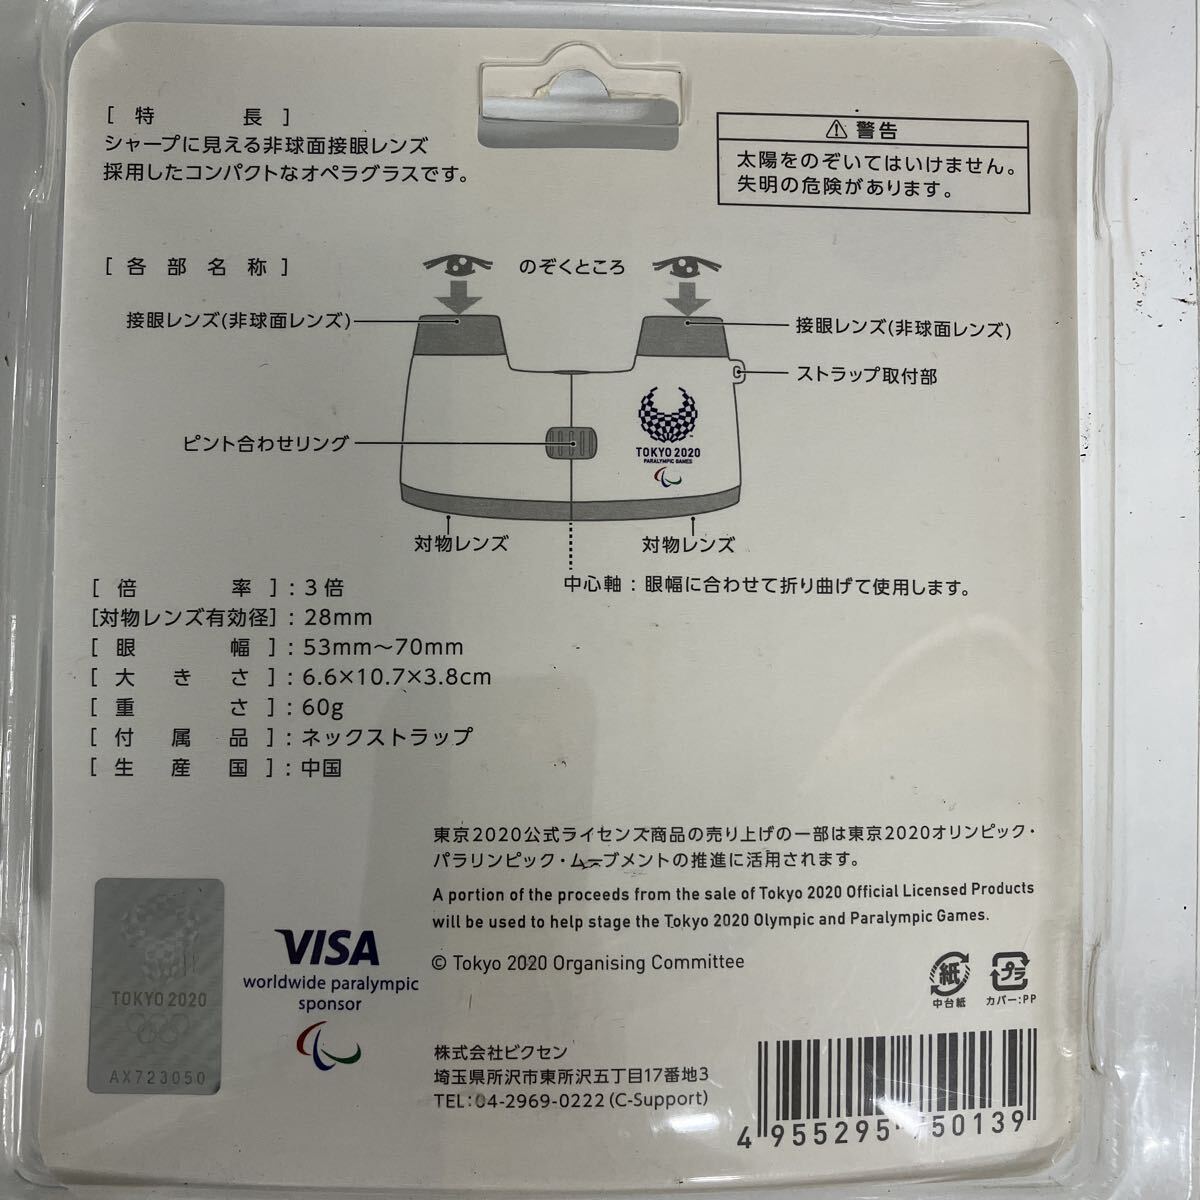 [特長]
シャープに見える非球面接眼レンズ
採用したコンパクトなオペラグラスです。
⚠ 警告
太陽をのぞいてはいけません。
失明の危険があります。
[各部名称]
のぞくところ
接眼レンズ(非球面レンズ)
接眼レンズ(非球面レンズ)
ストラップ取付部
ピント合わせリング
TOKYO 2020
PARALYMPIC GAMES
対物レンズ
対物レンズ
中心軸:眼幅に合わせて折り曲げて使用します。
[倍率]:3倍
[対物レンズ有効径]:28mm
[眼幅]:53mm～70mm
[大きさ]:6.6×10.7×3.8cm
[重さ]:60g
[付属品]:ネックストラップ
[生産国]:中国
東京2020公式ライセンス商品の売り上げの一部は東京2020オリンピック・
パラリンピック・ムーブメントの推進に活用されます。
A portion of the proceeds from the sale of Tokyo 2020 Official Licensed Products
will be used to help stage the Tokyo 2020 Olympic and Paralympic Games.
© Tokyo 2020 Organising Committee
TOKYO 2020
AX723050
VISA
worldwide paralympic
sponsor
紙
中台紙
プラ
カバー:PP
株式会社ビクセン
埼玉県所沢市東所沢五丁目17番地3
TEL:04-2969-0222 (C-Support)
4 955295 750139